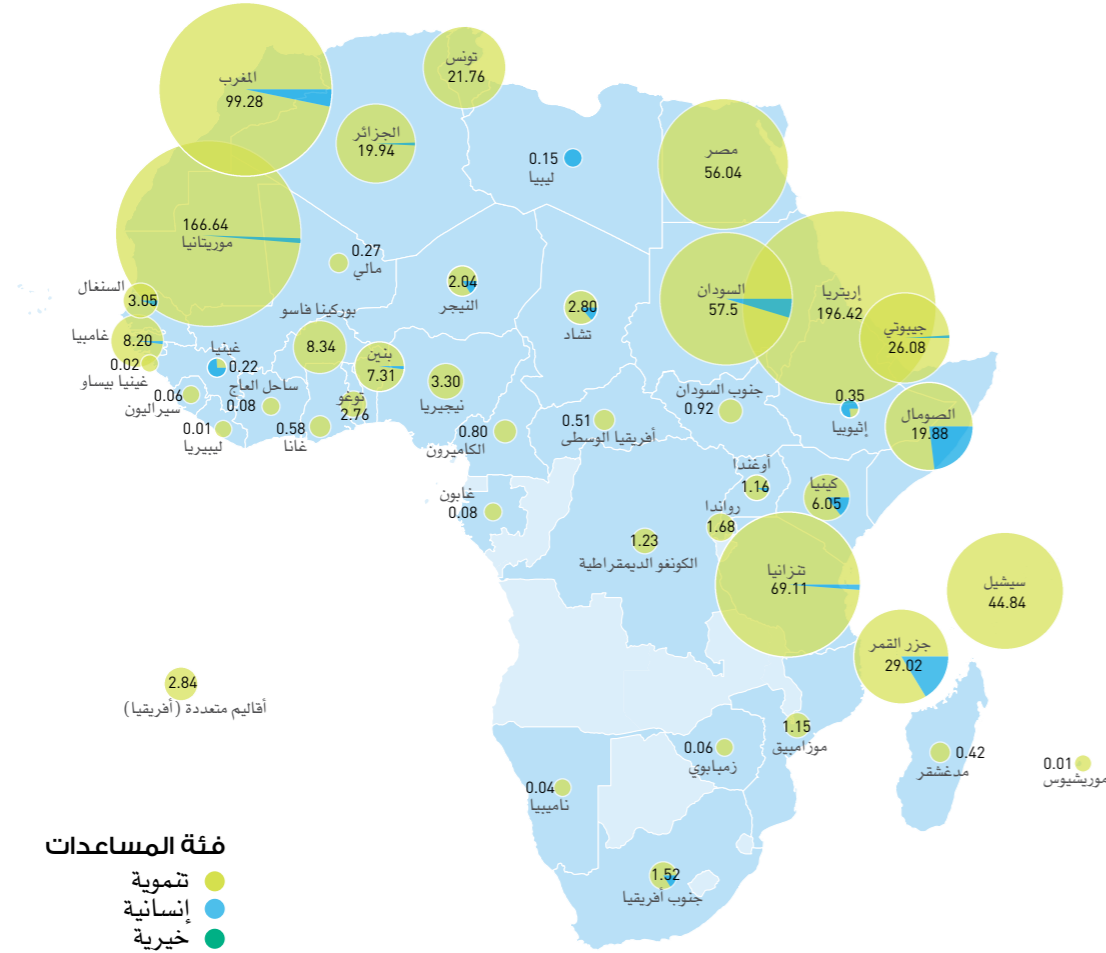 المغرب
99.28
تونس
21.76
الجزائر
19.94
0.15
ليبيا
مصر
56.04
166.64
موريتانيا
0.27
مالي
2.04
النيجر
2.80
تشاد
السودان
57.5
إريتريا
196.42
جيبوتي
26.08
السنغال
3.05
غامبيا
8.20
0.02
غينيا بيساو
غينيا
0.22
بوركينا فاسو
8.34
بنين
7.31
توغو
2.76
3.30
نيجيريا
0.06
سيراليون
ساحل العاج
0.08
0.01
ليبيريا
0.58
غانا
0.80
الكاميرون
0.51
أفريقيا الوسطى
جنوب السودان
0.92
0.35
إثيوبيا
الصومال
19.88
غابون
0.08
أوغندا
1.16
كينيا
6.05
رواندا
1.68
1.23
الكونغو الديمقراطية
تنزانيا
69.11
سيشيل
44.84
جزر القمر
29.02
2.84
أقاليم متعددة (أفريقيا)
1.15
موزامبيق
0.06
زمبابوي
0.42
مدغشقر
0.01
موريشيوس
0.04
ناميبيا
1.52
جنوب أفريقيا
فئة المساعدات
تنموية
إنسانية
خيرية